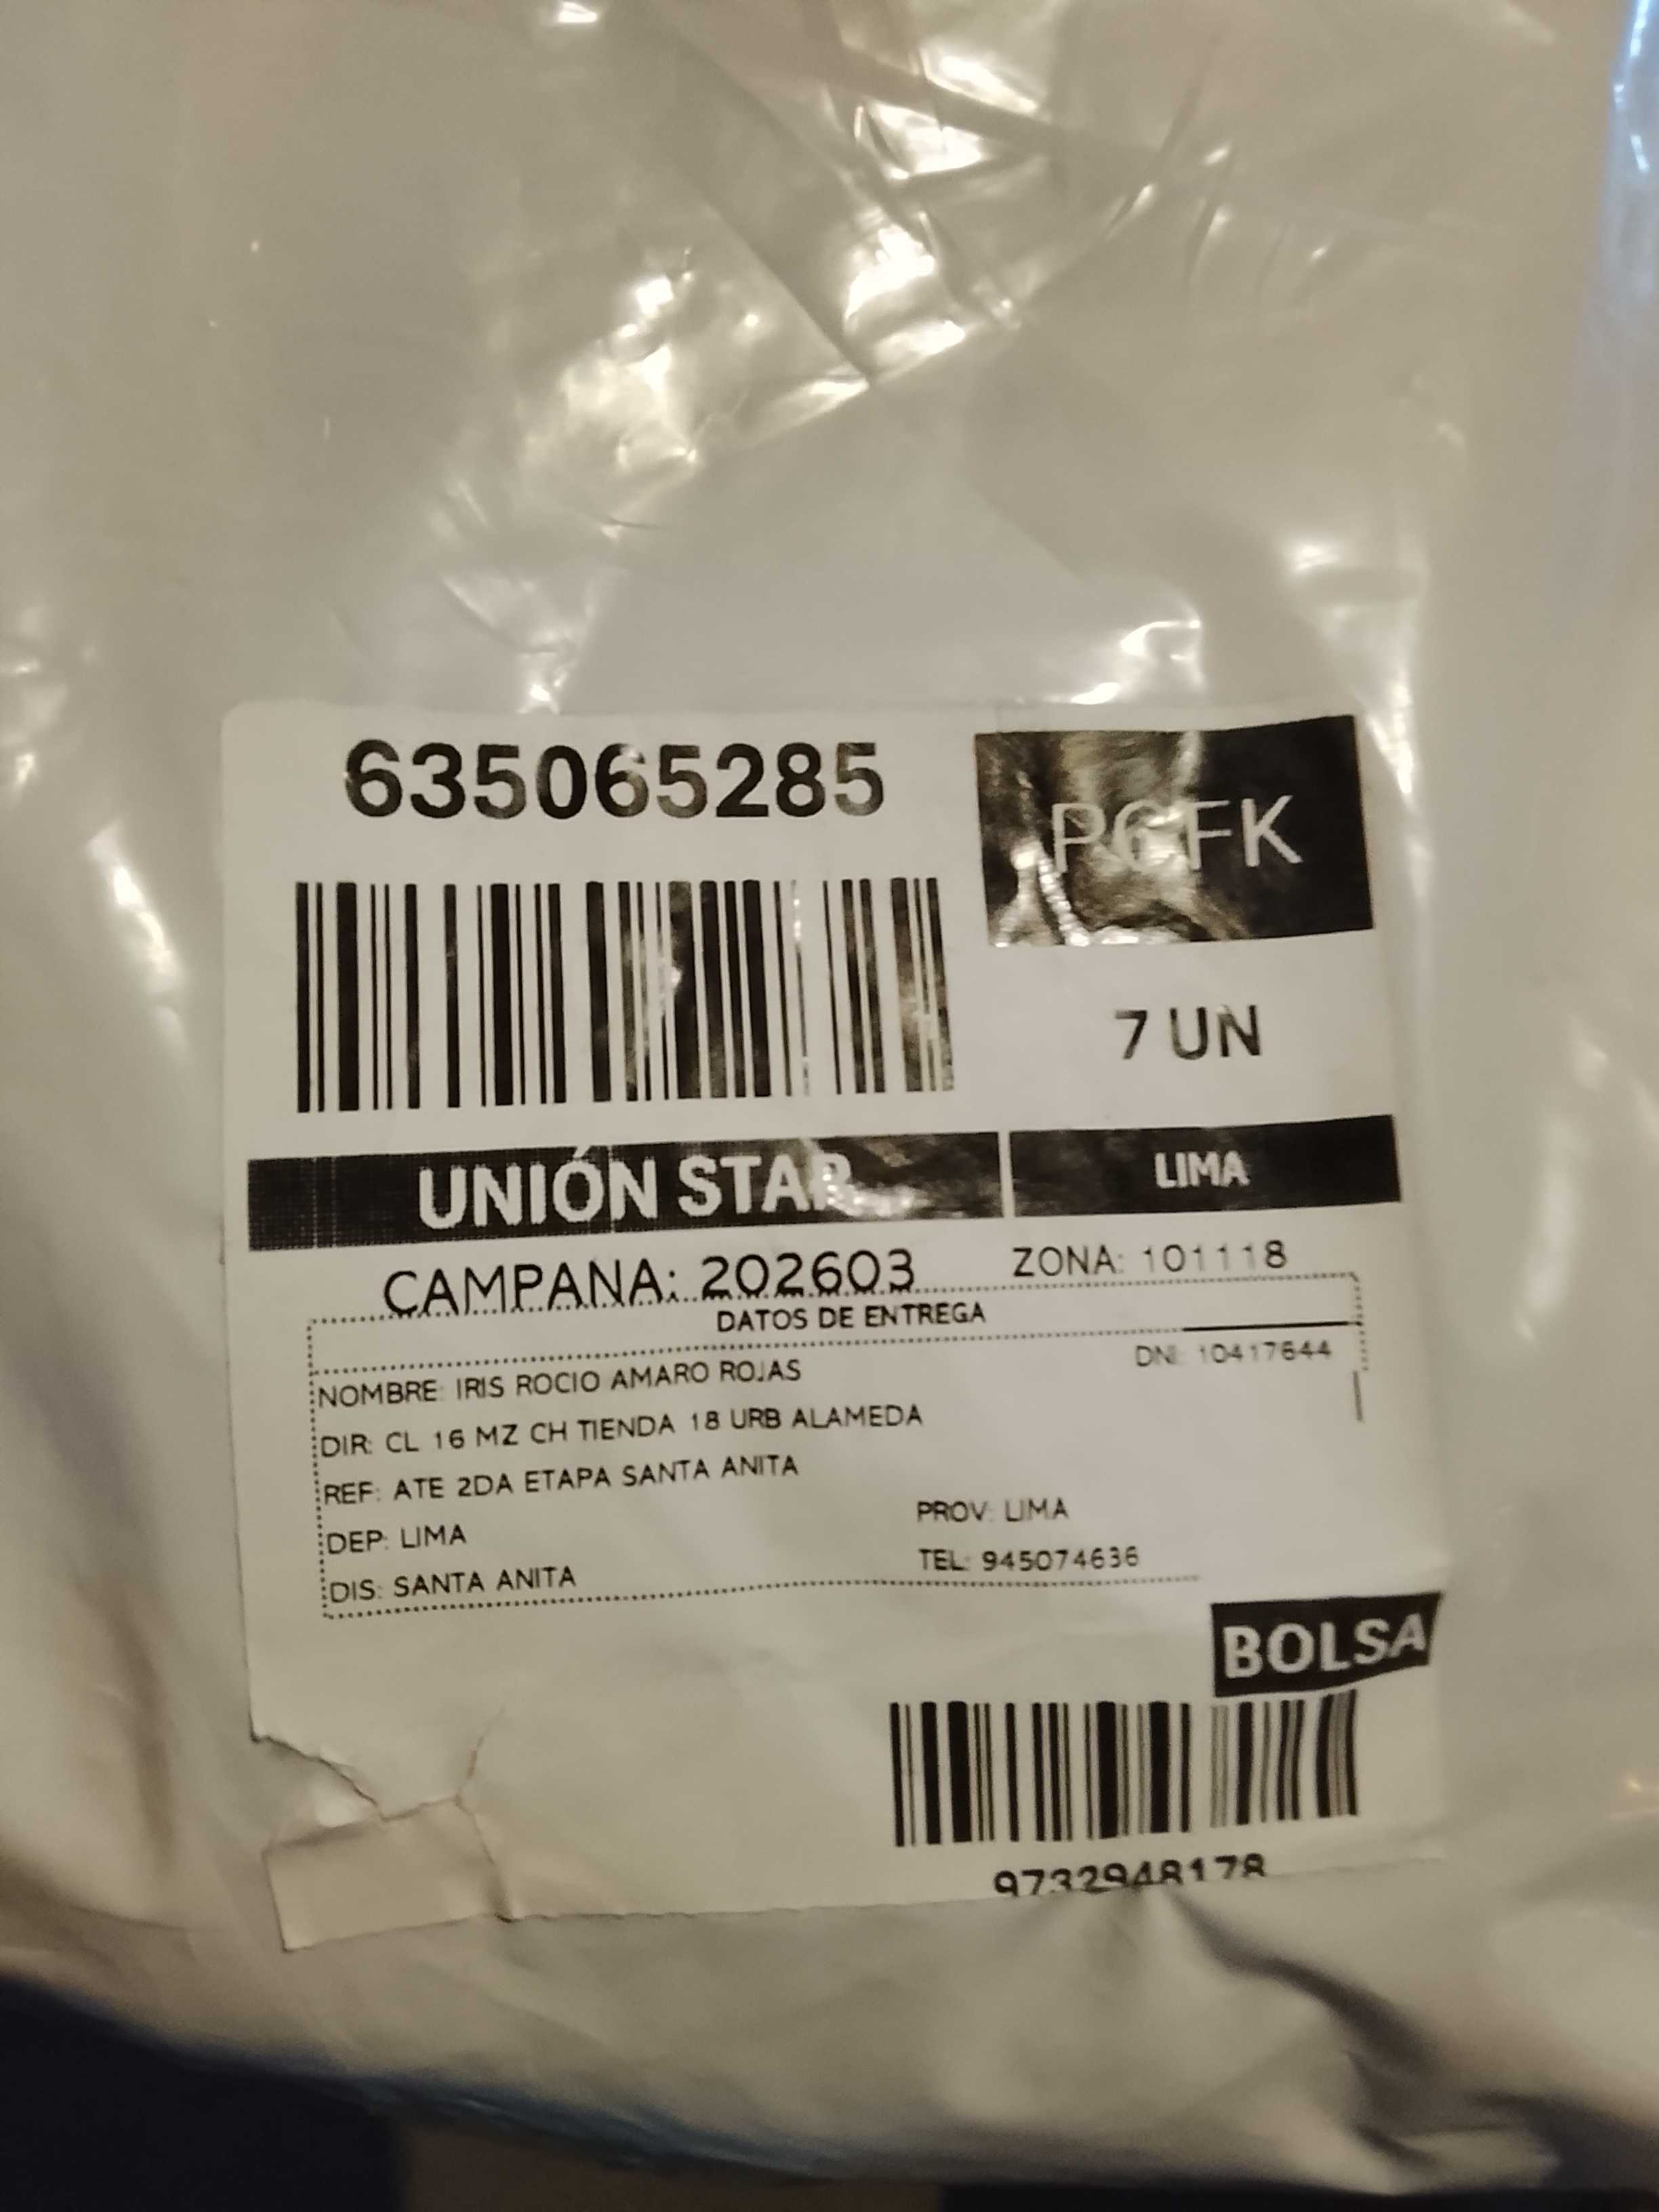 635065285
P6FK
7 UN
UNIÓN STAR
LIMA
CAMPANA: 202603
ZONA: 101118
DATOS DE ENTREGA
NOMBRE: IRIS ROCIO AMARO ROJAS
DNI: 10417644
DIR: CL 16 MZ CH TIENDA 18 URB ALAMEDA
REF: ATE 2DA ETAPA SANTA ANITA
DEP: LIMA
PROV: LIMA
DIS: SANTA ANITA
TEL: 945074636
BOLSA
9732948178